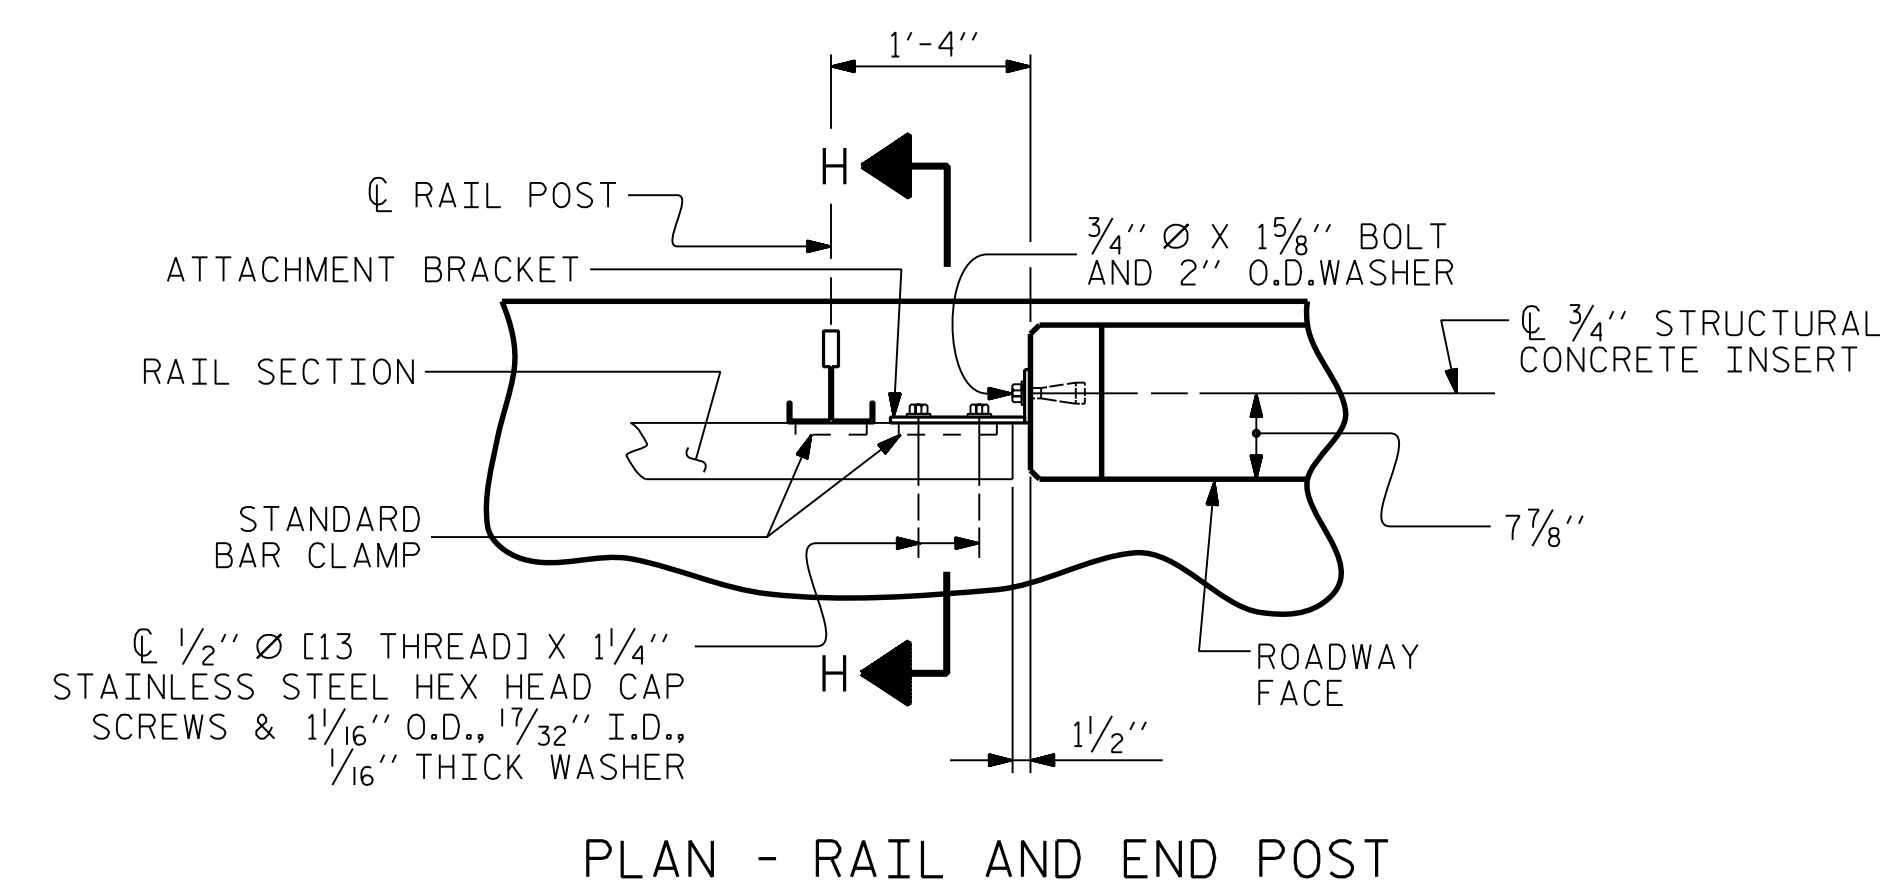 1'-4"
H
℄ RAIL POST
3/4" Ø X 1 5/8" BOLT
AND 2" O.D. WASHER
ATTACHMENT BRACKET
℄ 3/4" STRUCTURAL
CONCRETE INSERT
RAIL SECTION
STANDARD
BAR CLAMP
7 7/8"
℄ 1/2" Ø [13 THREAD] X 1 1/4"
STAINLESS STEEL HEX HEAD CAP
SCREWS & 1 1/16" O.D., 17/32" I.D.,
1/16" THICK WASHER
H
ROADWAY
FACE
1 1/2"
PLAN - RAIL AND END POST